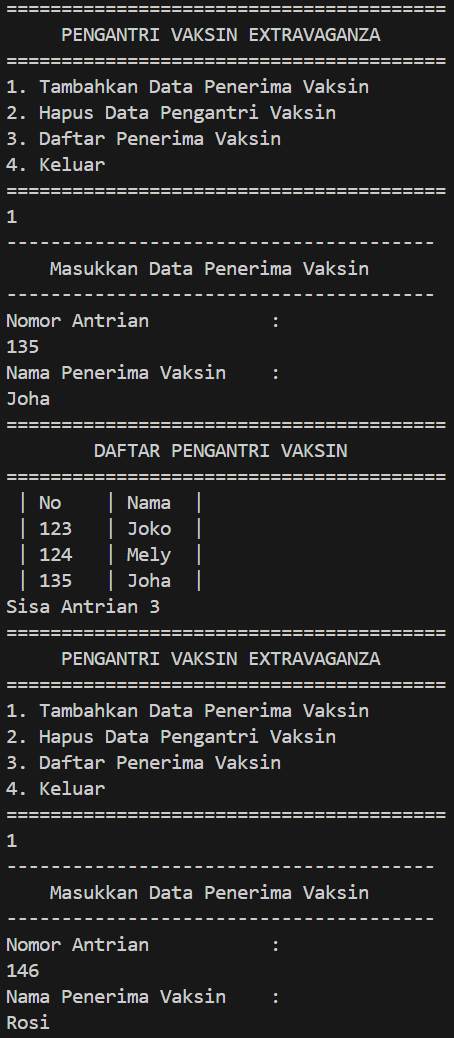 ========================================
     PENGANTRI VAKSIN EXTRAVAGANZA
========================================
1. Tambahkan Data Penerima Vaksin
2. Hapus Data Pengantri Vaksin
3. Daftar Penerima Vaksin
4. Keluar
========================================
1
---------------------------------------
    Masukkan Data Penerima Vaksin
---------------------------------------
Nomor Antrian           :
135
Nama Penerima Vaksin    :
Joha
========================================
        DAFTAR PENGANTRI VAKSIN
========================================
 | No    | Nama  |
 | 123   | Joko  |
 | 124   | Mely  |
 | 135   | Joha  |
Sisa Antrian 3
========================================
     PENGANTRI VAKSIN EXTRAVAGANZA
========================================
1. Tambahkan Data Penerima Vaksin
2. Hapus Data Pengantri Vaksin
3. Daftar Penerima Vaksin
4. Keluar
========================================
1
---------------------------------------
    Masukkan Data Penerima Vaksin
---------------------------------------
Nomor Antrian           :
146
Nama Penerima Vaksin    :
Rosi